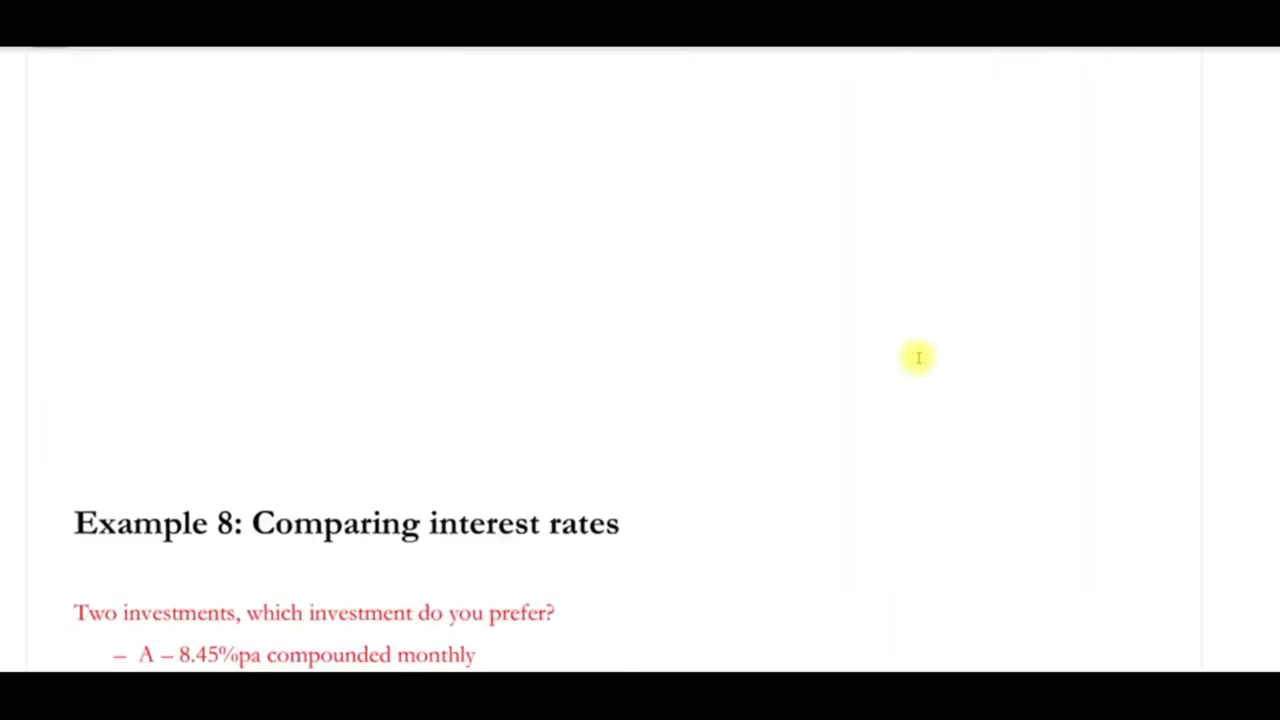 Example 8: Comparing interest rates
Two investments, which investment do you prefer?
– A – 8.45%pa compounded monthly